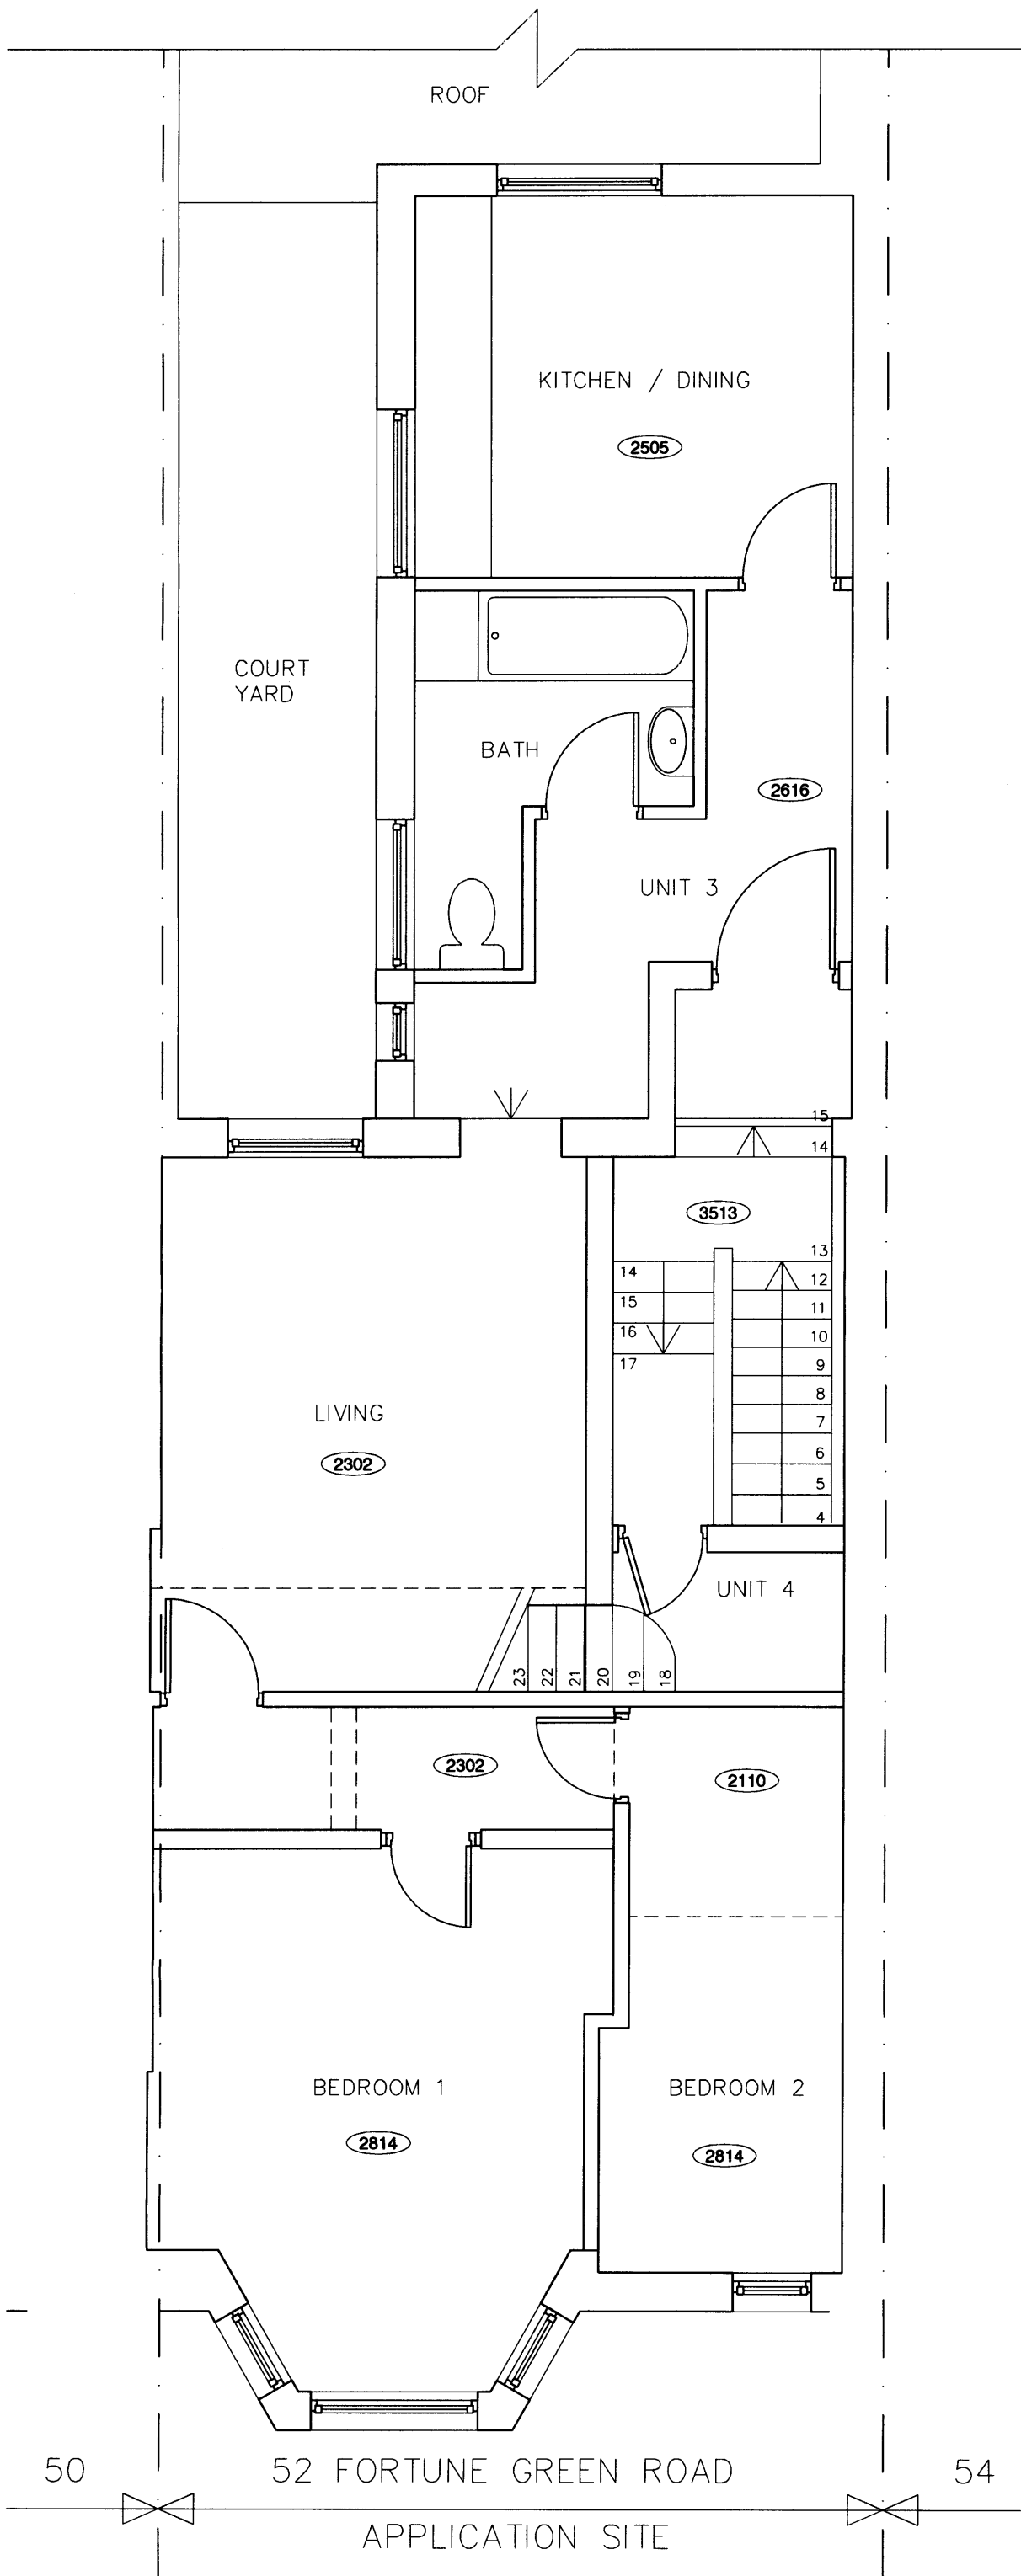 ROOF
KITCHEN / DINING
2505
COURT
YARD
BATH
2616
UNIT 3
15
14
3513
13
14
12
15
11
16
10
17
9
8
7
6
5
4
LIVING
2302
UNIT 4
23
22
21
20
19
18
2302
2110
BEDROOM 1
2814
BEDROOM 2
2814
50
52 FORTUNE GREEN ROAD
54
APPLICATION SITE